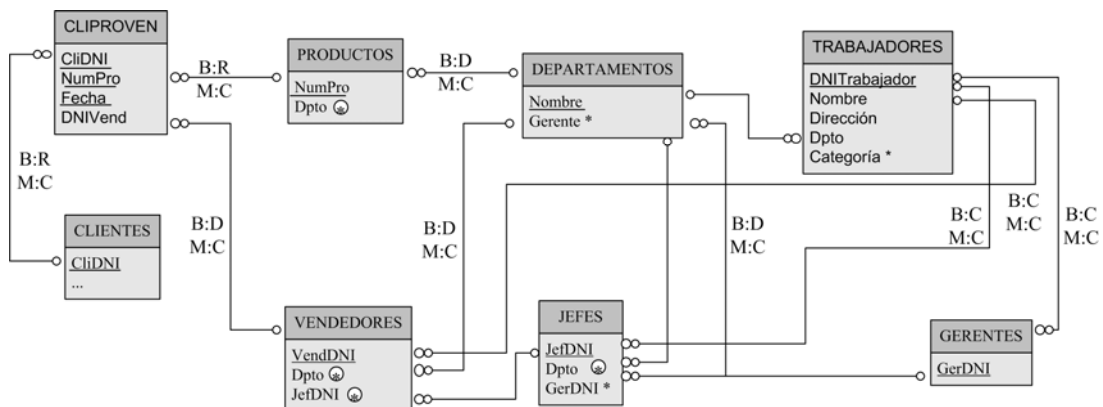 CLIPROVEN
CliDNI
NumPro
Fecha
DNIVend
B:R
M:C
PRODUCTOS
NumPro
Dpto *
B:D
M:C
DEPARTAMENTOS
Nombre
Gerente *
TRABAJADORES
DNITrabajador
Nombre
Dirección
Dpto
Categoría *
B:R
M:C
CLIENTES
CliDNI
...
B:D
M:C
B:D
M:C
B:D
M:C
B:C
M:C
B:C
M:C
B:C
M:C
VENDEDORES
VendDNI
Dpto *
JefDNI *
JEFES
JefDNI
Dpto *
GerDNI *
GERENTES
GerDNI